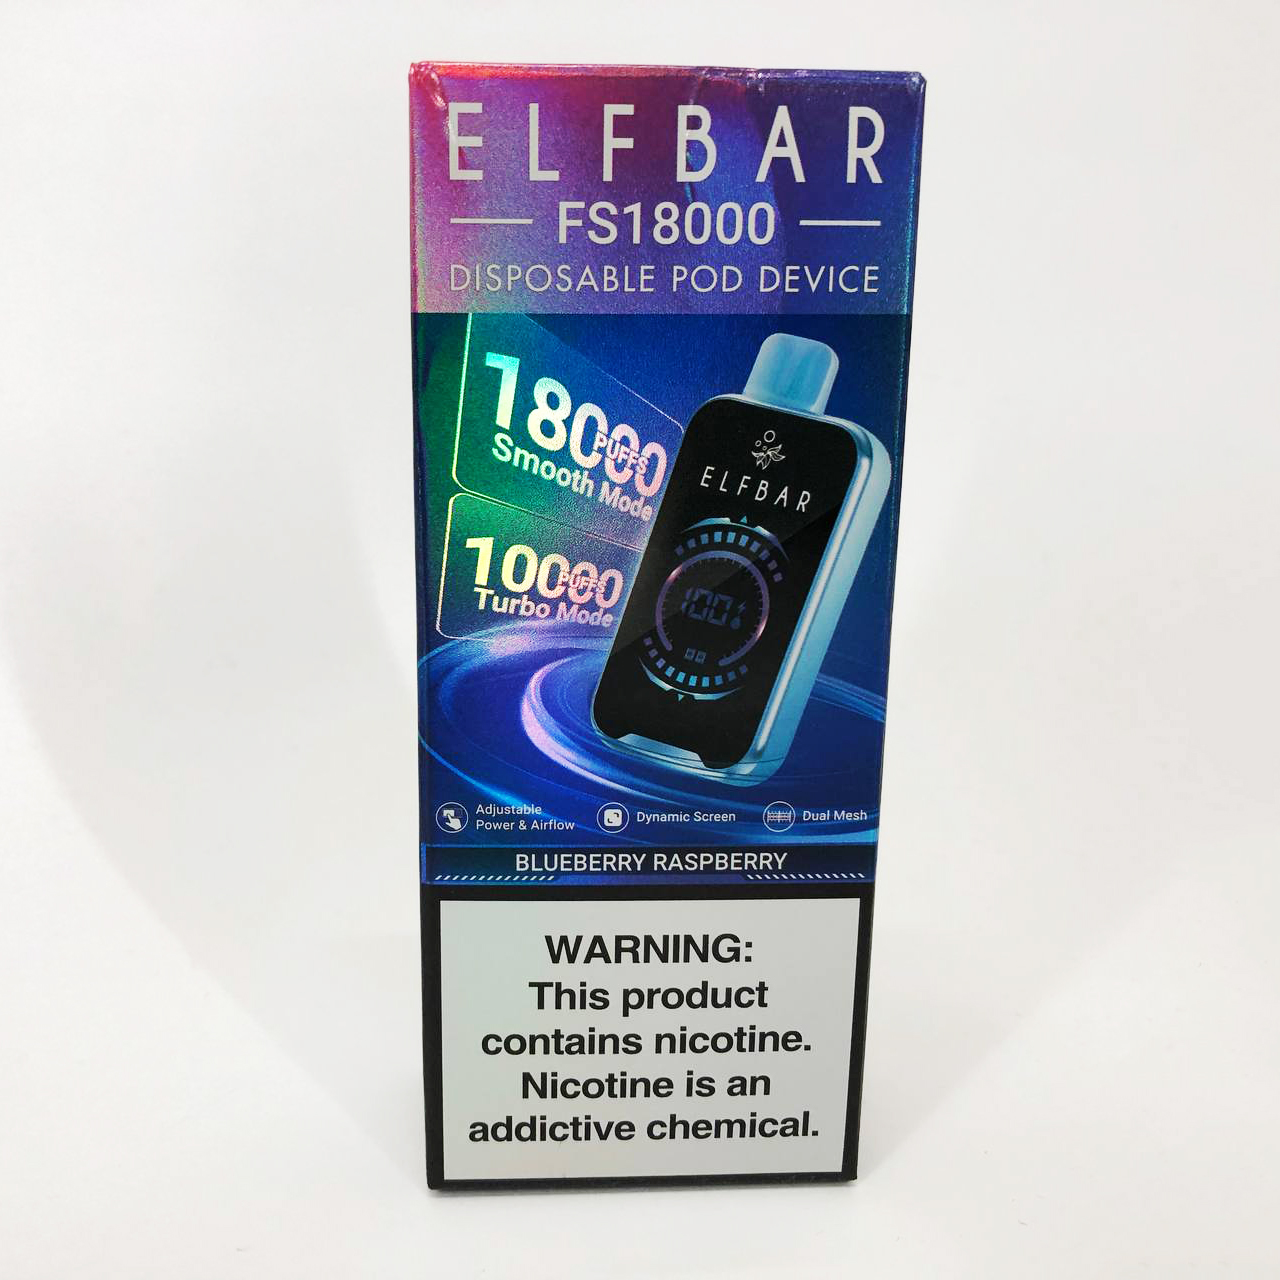 ELFBAR
FS18000
DISPOSABLE POD DEVICE
18000
PUFFS
Smooth Mode
10000
PUFFS
Turbo Mode
ELFBAR
100
Adjustable
Power & Airflow
Dynamic Screen
Dual Mesh
BLUEBERRY RASPBERRY
WARNING:
This product
contains nicotine.
Nicotine is an
addictive chemical.